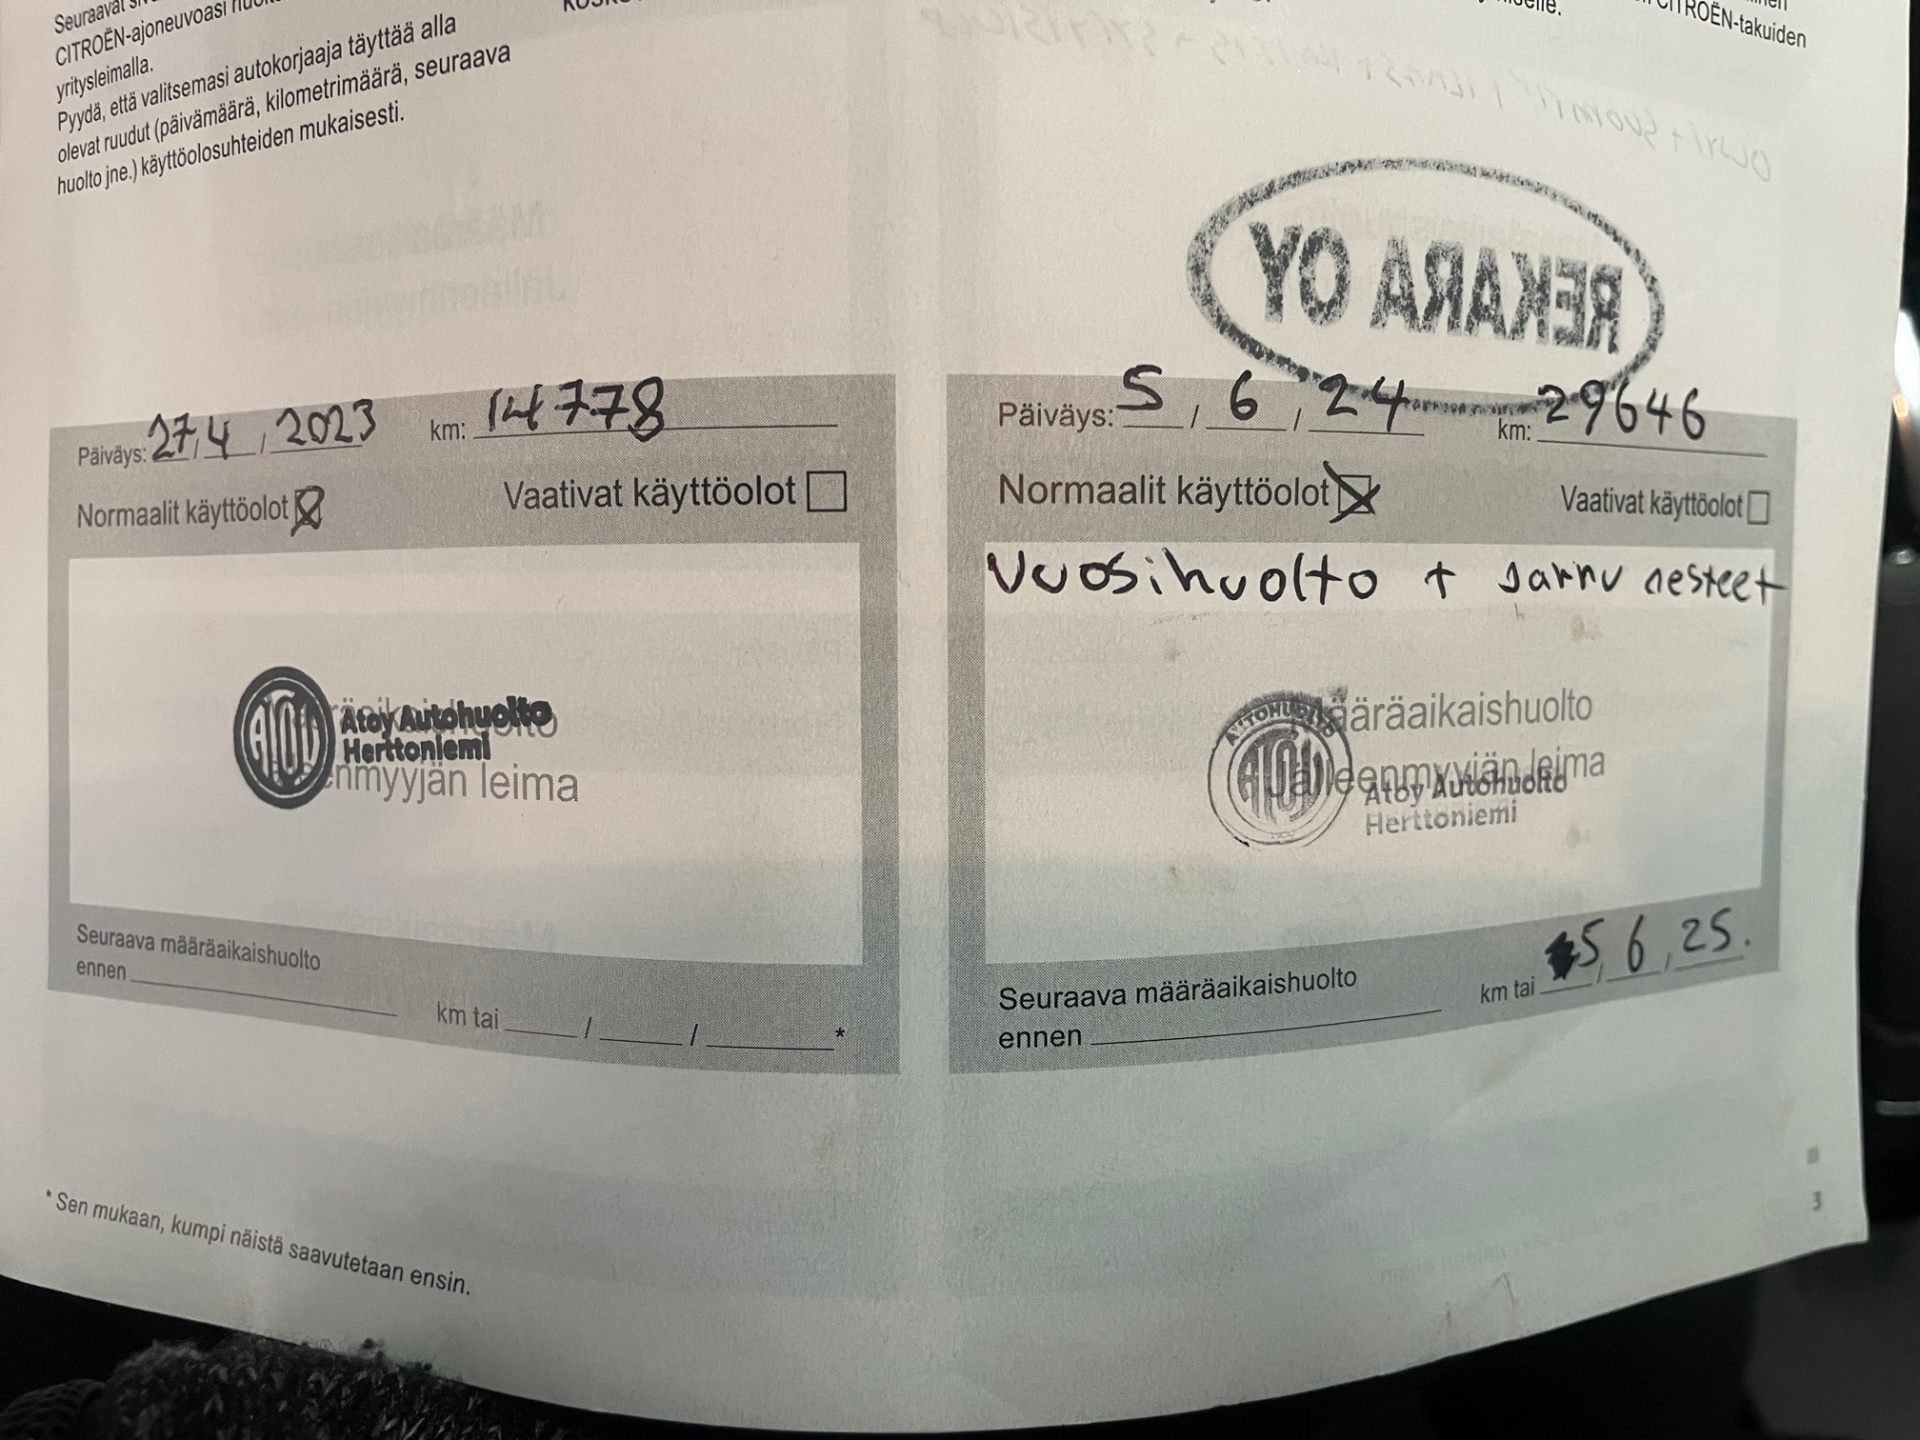 CITROËN-ajoneuvoasi
yritysleimalla.
Pyydä, että valitsemasi autokorjaaja täyttää alla
olevat ruudut (päivämäärä, kilometrimäärä, seuraava
huolto jne.) käyttöolosuhteiden mukaisesti.
Päiväys: 27/4/2023 km: 14778
Normaalit käyttöolot Vaativat käyttöolot
Atoy Autohuolto
Herttoniemi
leima
Seuraava määräaikaishuolto
ennen
km tai / / *
* Sen mukaan, kumpi näistä saavutetaan ensin.
CITROËN-takuiden
REKARA OY
Päiväys: 5/6/24 km: 29646
Normaalit käyttöolot Vaativat käyttöolot
Vuosihuolto + Jarru nesteet
Määräaikaishuolto
Jälleenmyyjän leima
AUTOHUOLTO
ATOY
Atoy Autohuolto
Herttoniemi
Seuraava määräaikaishuolto
ennen
km tai 5/6/25.
3